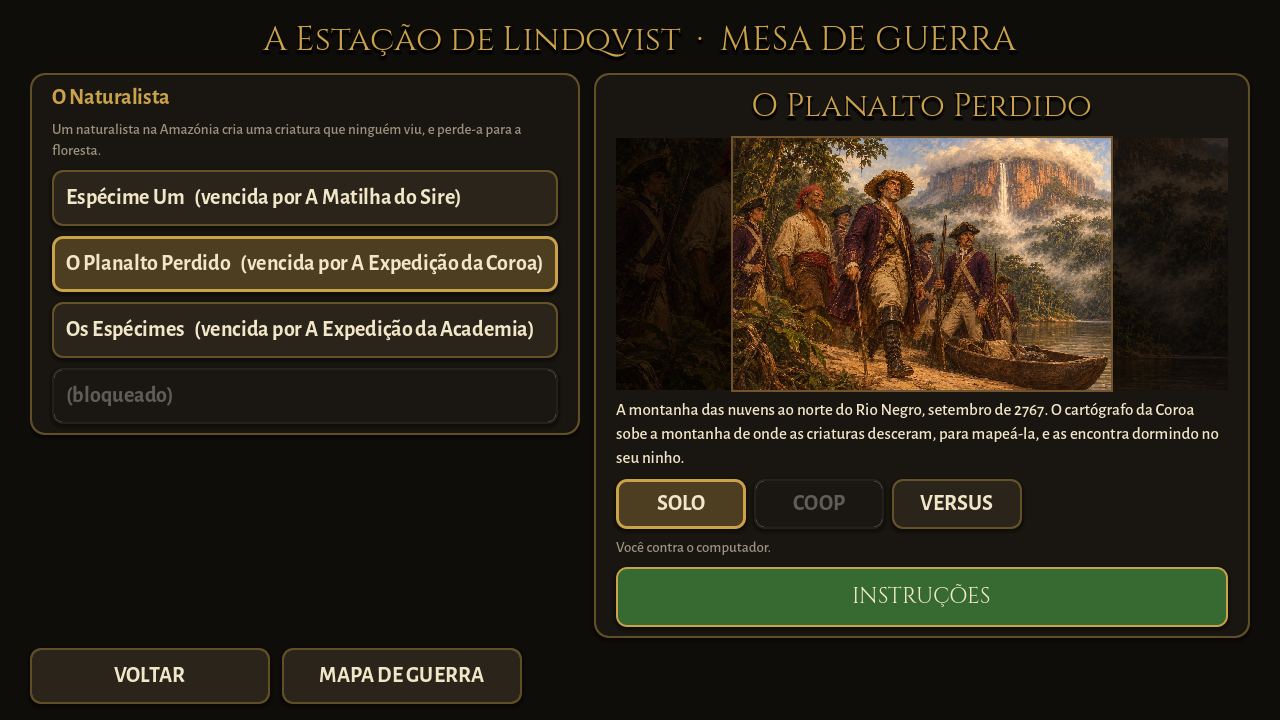 A Estação de Lindqvist · MESA DE GUERRA
O Naturalista
Um naturalista na Amazónia cria uma criatura que ninguém viu, e perde-a para a
floresta.
Espécime Um (vencida por A Matilha do Sire)
O Planalto Perdido (vencida por A Expedição da Coroa)
Os Espécimes (vencida por A Expedição da Academia)
(bloqueado)
O Planalto Perdido
A montanha das nuvens ao norte do Rio Negro, setembro de 2767. O cartógrafo da Coroa
sobe a montanha de onde as criaturas desceram, para mapeá-la, e as encontra dormindo no
seu ninho.
SOLO COOP VERSUS
Você contra o computador.
INSTRUÇÕES
VOLTAR MAPA DE GUERRA